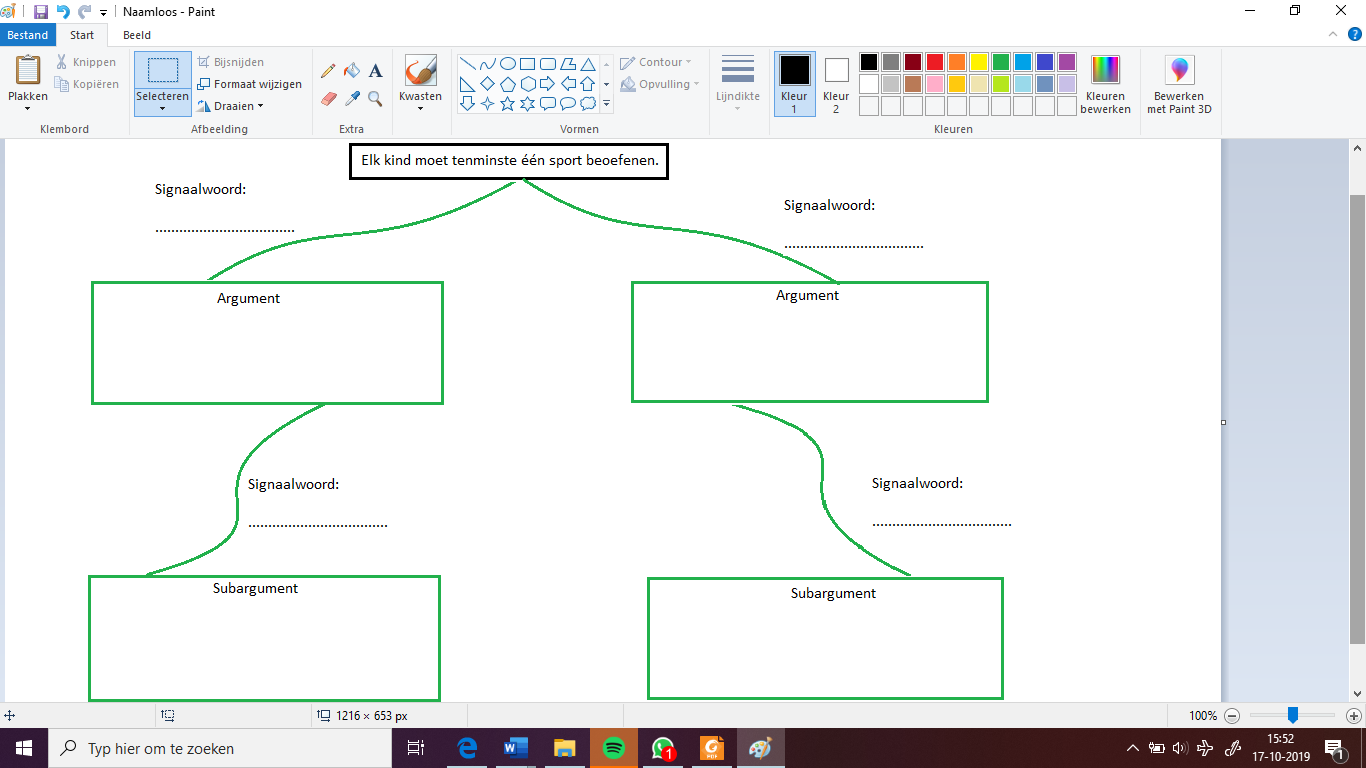 Naamloos - Paint
Bestand Start Beeld
Plakken
Knippen
Kopiëren
Klembord
Selecteren
Bijsnijden
Formaat wijzigen
Draaien
Afbeelding
A
Extra
Kwasten
Contour
Opvulling
Vormen
Lijndikte
Kleur
1
Kleur
2
Kleuren
bewerken
Kleuren
Bewerken
met Paint 3D
Elk kind moet tenminste één sport beoefenen.
Signaalwoord:
...................................
Signaalwoord:
...................................
Argument
Argument
Signaalwoord:
...................................
Signaalwoord:
...................................
Subargument
Subargument
1216 × 653 px
100%
Typ hier om te zoeken
15:52
17-10-2019